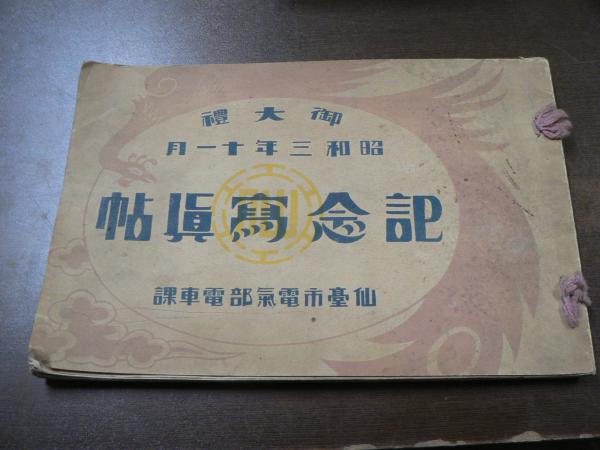 御大禮
昭和三年十一月
記念寫眞帖
仙臺市電氣部電車課